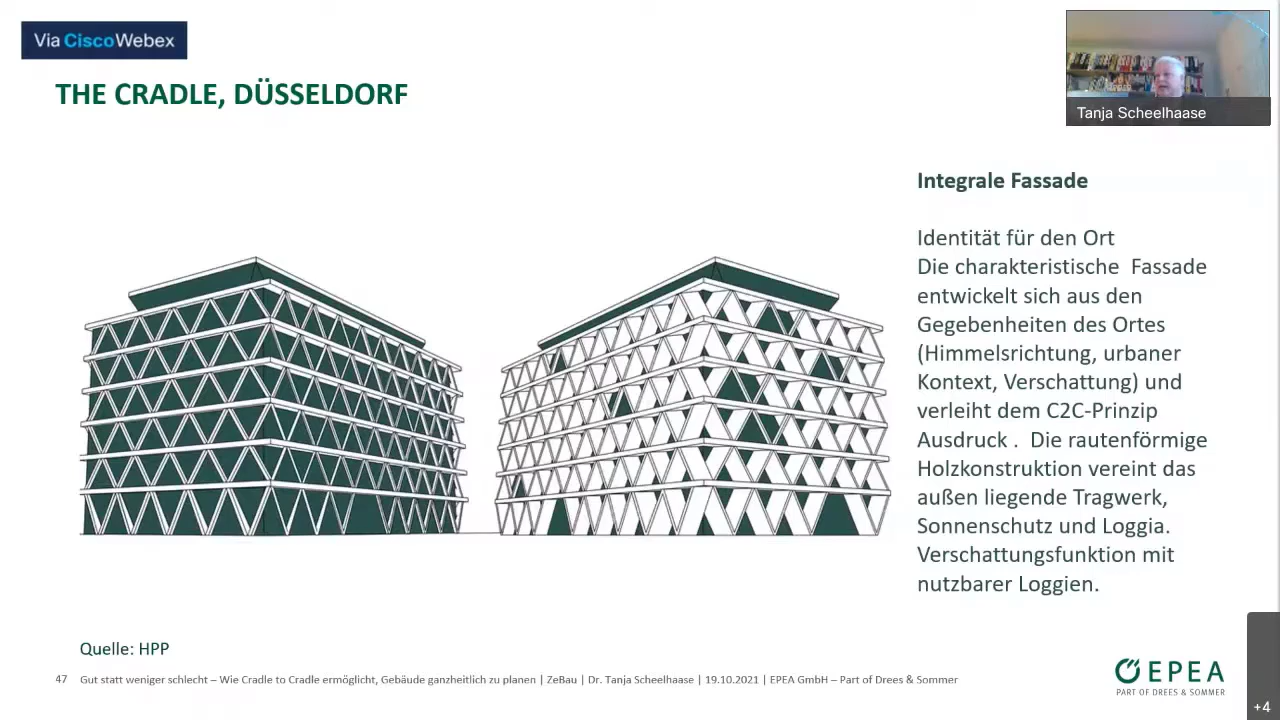 Via CiscoWebex
THE CRADLE, DÜSSELDORF
Tanja Scheelhaase
Integrale Fassade
Identität für den Ort
Die charakteristische  Fassade
entwickelt sich aus den
Gegebenheiten des Ortes
(Himmelsrichtung, urbaner
Kontext, Verschattung) und
verleiht dem C2C-Prinzip
Ausdruck .  Die rautenförmige
Holzkonstruktion vereint das
außen liegende Tragwerk,
Sonnenschutz und Loggia.
Verschattungsfunktion mit
nutzbarer Loggien.
Quelle: HPP
47 Gut statt weniger schlecht – Wie Cradle to Cradle ermöglicht, Gebäude ganzheitlich zu planen | ZeBau | Dr. Tanja Scheelhaase | 19.10.2021 | EPEA GmbH – Part of Drees & Sommer
EPEA
PART OF DREES & SOMMER
+4